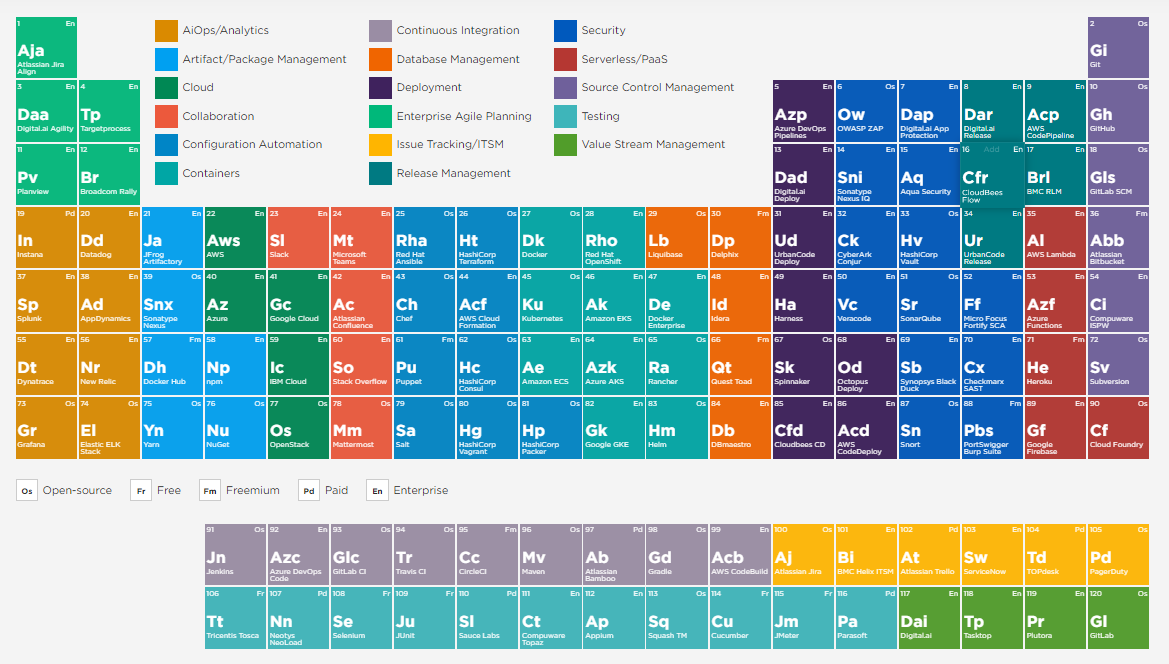 1 En
Aja
Atlassian Jira
Align
AiOps/Analytics
Artifact/Package Management
Cloud
Collaboration
Configuration Automation
Containers
Continuous Integration
Database Management
Deployment
Enterprise Agile Planning
Issue Tracking/ITSM
Release Management
Security
Serverless/PaaS
Source Control Management
Testing
Value Stream Management
2 Os
Gi
Git
3 En
Daa
Digital.ai Agility
4 En
Tp
Targetprocess
5 En
Azp
Azure DevOps
Pipelines
6 Os
Ow
OWASP ZAP
7 En
Dap
Digital.ai App
Protection
8 En
Dar
Digital.ai
Release
9 En
Acp
AWS
CodePipeline
10 Os
Gh
GitHub
11 En
Pv
Planview
12 En
Br
Broadcom Rally
13 En
Dad
Digital.ai
Deploy
14 En
Sni
Sonatype
Nexus IQ
15 En
Aq
Aqua Security
16 Add En
Cfr
CloudBees
Flow
17 En
Brl
BMC RLM
18 Os
Gls
GitLab SCM
19 Pd
In
Instana
20 En
Dd
Datadog
21 En
Ja
JFrog
Artifactory
22 En
Aws
AWS
23 En
Sl
Slack
24 En
Mt
Microsoft
Teams
25 Os
Rha
Red Hat
Ansible
26 Os
Ht
HashiCorp
Terraform
27 Os
Dk
Docker
28 En
Rho
Red Hat
OpenShift
29 Os
Lb
Liquibase
30 Fm
Dp
Delphix
31 En
Ud
UrbanCode
Deploy
32 En
Ck
CyberArk
Conjur
33 Os
Hv
HashiCorp
Vault
34 En
Ur
UrbanCode
Release
35 En
Al
AWS Lambda
36 Fm
Abb
Atlassian
Bitbucket
37 En
Sp
Splunk
38 En
Ad
AppDynamics
39 Os
Snx
Sonatype
Nexus
40 En
Az
Azure
41 En
Gc
Google Cloud
42 En
Ac
Atlassian
Confluence
43 Os
Ch
Chef
44 En
Acf
AWS Cloud
Formation
45 Os
Ku
Kubernetes
46 En
Ak
Amazon EKS
47 En
De
Docker
Enterprise
48 En
Id
Idera
49 En
Ha
Harness
50 En
Vc
Veracode
51 Os
Sr
SonarQube
52 En
Ff
Micro Focus
Fortify SCA
53 En
Azf
Azure
Functions
54 En
Ci
Compuware
ISPW
55 En
Dt
Dynatrace
56 En
Nr
New Relic
57 Fm
Dh
Docker Hub
58 En
Np
npm
59 En
Ic
IBM Cloud
60 En
So
Stack Overflow
61 Fm
Pu
Puppet
62 Os
Hc
HashiCorp
Consul
63 En
Ae
Amazon ECS
64 En
Azk
Azure AKS
65 Os
Ra
Rancher
66 Fm
Qt
Quest Toad
67 Os
Sk
Spinnaker
68 En
Od
Octopus
Deploy
69 En
Sb
Synopsys Black
Duck
70 En
Cx
Checkmarx
SAST
71 Fm
He
Heroku
72 Os
Sv
Subversion
73 Os
Gr
Grafana
74 Os
El
Elastic ELK
Stack
75 Os
Yn
Yarn
76 Os
Nu
NuGet
77 Os
Os
OpenStack
78 Os
Mm
Mattermost
79 Os
Sa
Salt
80 Os
Hg
HashiCorp
Vagrant
81 Os
Hp
HashiCorp
Packer
82 En
Gk
Google GKE
83 Os
Hm
Helm
84 En
Db
DBmaestro
85 En
Cfd
Cloudbees CD
86 En
Acd
AWS
CodeDeploy
87 Os
Sn
Snort
88 Fm
Pbs
PortSwigger
Burp Suite
89 En
Gf
Google
Firebase
90 Os
Cf
Cloud Foundry
Os Open-source
Fr Free
Fm Freemium
Pd Paid
En Enterprise
91 Os
Jn
Jenkins
92 En
Azc
Azure DevOps
Code
93 Os
Glc
GitLab CI
94 Os
Tr
Travis CI
95 Fm
Cc
CircleCI
96 Os
Mv
Maven
97 Pd
Ab
Atlassian
Bamboo
98 Os
Gd
Gradle
99 En
Acb
AWS CodeBuild
100 Os
Aj
Atlassian Jira
101 En
Bi
BMC Helix ITSM
102 Pd
At
Atlassian Trello
103 En
Sw
ServiceNow
104 Pd
Td
TOPdesk
105 Os
Pd
PagerDuty
106 Fr
Tt
Tricentis Tosca
107 Pd
Nn
Neotys
NeoLoad
108 Fr
Se
Selenium
109 Fr
Ju
JUnit
110 Pd
Sl
Sauce Labs
111 En
Ct
Compuware
Topaz
112 En
Ap
Appium
113 Os
Sq
Squash TM
114 Fr
Cu
Cucumber
115 Fr
Jm
JMeter
116 Pd
Pa
Parasoft
117 En
Dai
Digital.ai
118 En
Tp
Tasktop
119 En
Pr
Plutora
120 Os
Gl
GitLab